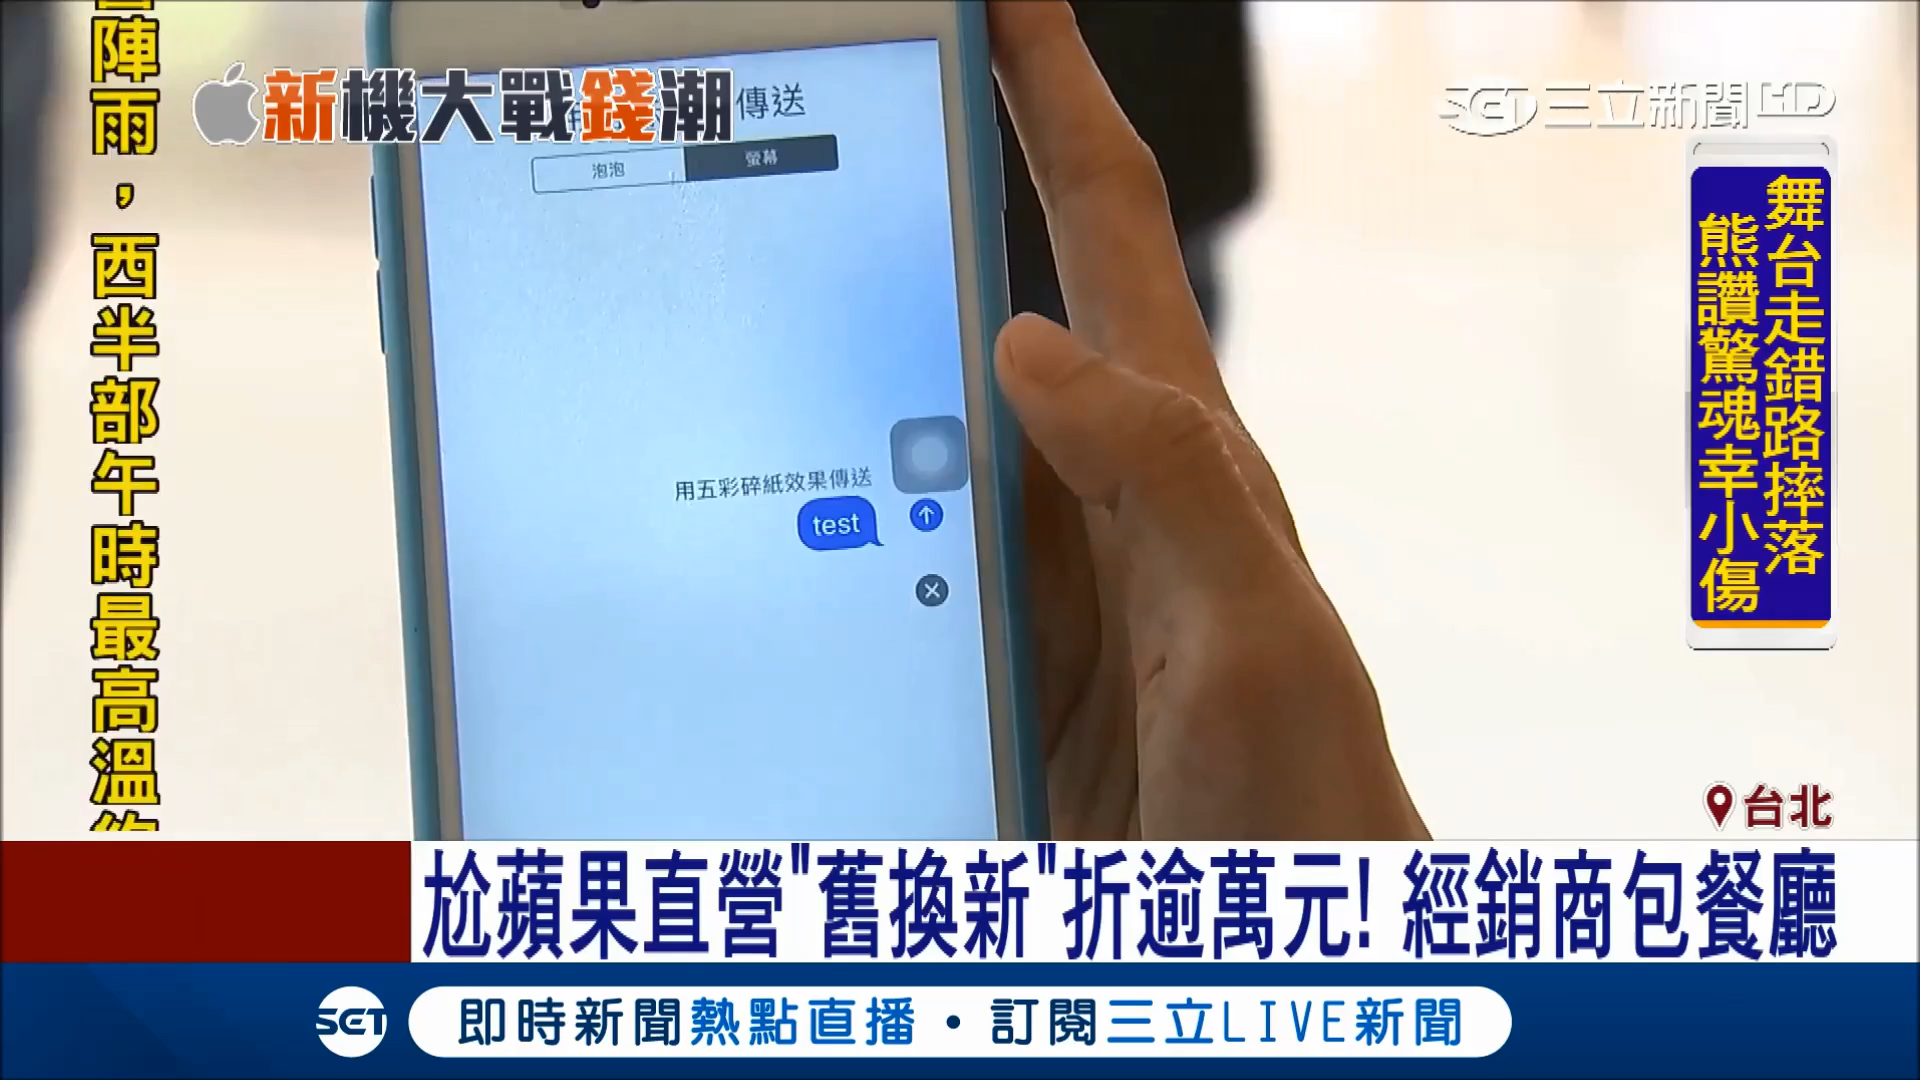 陣雨，西半部午時最高溫
新機大戰錢潮
傳送
泡泡
螢幕
SET三立新聞HD
舞台走錯路摔落
熊讚驚魂幸小傷
用五彩碎紙效果傳送
test
台北
尬蘋果直營"舊換新"折逾萬元! 經銷商包餐廳
SET
即時新聞熱點直播・訂閱三立LIVE新聞